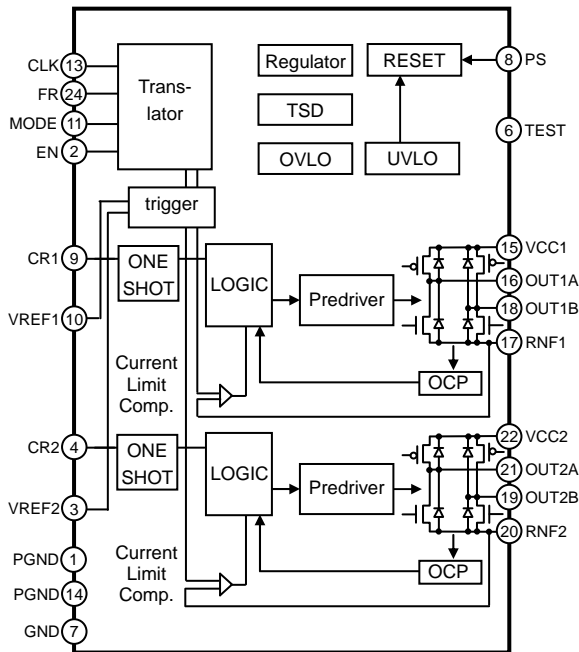 CLK 13
FR 24
MODE 11
EN 2
Trans-
lator
Regulator
RESET
8 PS
TSD
6 TEST
OVLO
UVLO
trigger
CR1 9
ONE
SHOT
LOGIC
Predriver
15 VCC1
16 OUT1A
18 OUT1B
17 RNF1
VREF1 10
Current
Limit
Comp.
OCP
CR2 4
ONE
SHOT
LOGIC
Predriver
22 VCC2
21 OUT2A
19 OUT2B
20 RNF2
VREF2 3
PGND 1
PGND 14
GND 7
Current
Limit
Comp.
OCP